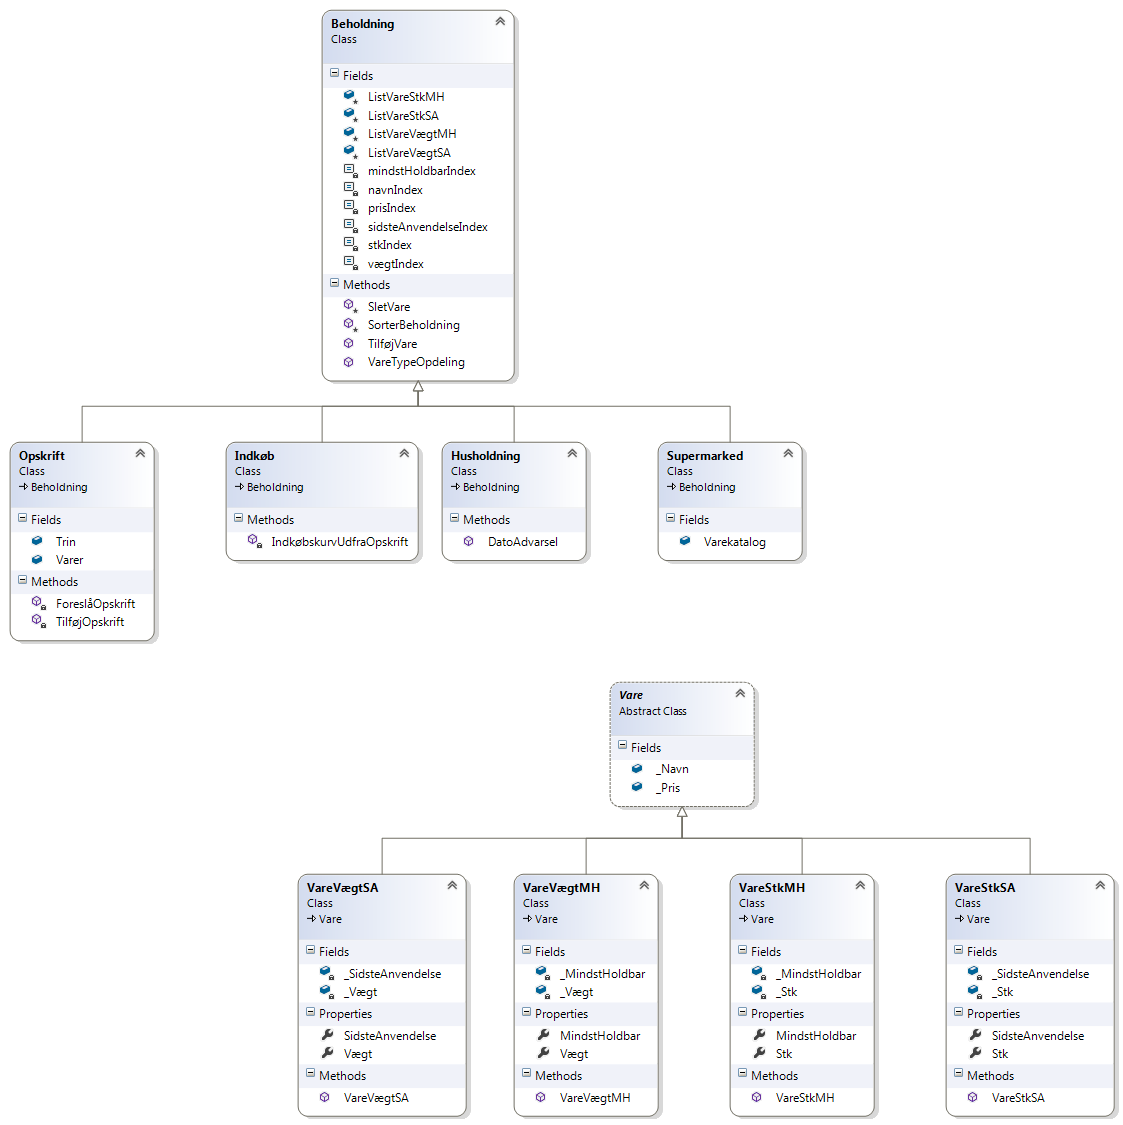 Beholdning
Class
Fields
ListVareStkMH
ListVareStkSA
ListVareVægtMH
ListVareVægtSA
mindstHoldbarIndex
navnIndex
prisIndex
sidsteAnvendelseIndex
stkIndex
vægtIndex
Methods
SletVare
SorterBeholdning
TilføjVare
VareTypeOpdeling
Opskrift
Class
Beholdning
Fields
Trin
Varer
Methods
ForeslåOpskrift
TilføjOpskrift
Indkøb
Class
Beholdning
Methods
IndkøbskurvUdfraOpskrift
Husholdning
Class
Beholdning
Methods
DatoAdvarsel
Supermarked
Class
Beholdning
Fields
Varekatalog
Vare
Abstract Class
Fields
_Navn
_Pris
VareVægtSA
Class
Vare
Fields
_SidsteAnvendelse
_Vægt
Properties
SidsteAnvendelse
Vægt
Methods
VareVægtSA
VareVægtMH
Class
Vare
Fields
_MindstHoldbar
_Vægt
Properties
MindstHoldbar
Vægt
Methods
VareVægtMH
VareStkMH
Class
Vare
Fields
_MindstHoldbar
_Stk
Properties
MindstHoldbar
Stk
Methods
VareStkMH
VareStkSA
Class
Vare
Fields
_SidsteAnvendelse
_Stk
Properties
SidsteAnvendelse
Stk
Methods
VareStkSA